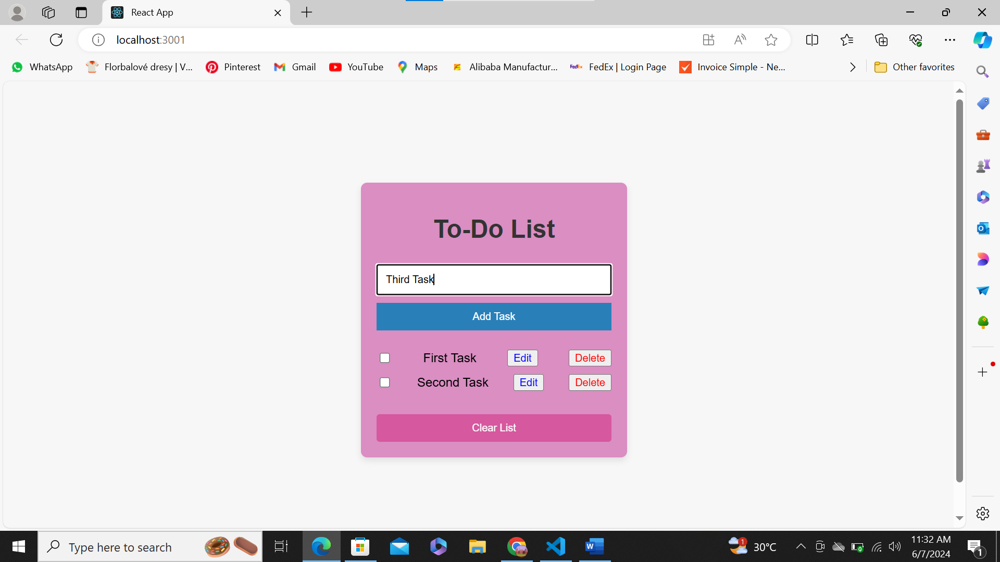 React App
localhost:3001
WhatsApp
Florbalové dresy | V...
Pinterest
Gmail
YouTube
Maps
Alibaba Manufactur...
FedEx | Login Page
Invoice Simple - Ne...
Other favorites
To-Do List
Third Task
Add Task
First Task Edit Delete
Second Task Edit Delete
Clear List
Type here to search
1
30°C
11:32 AM
6/7/2024
1